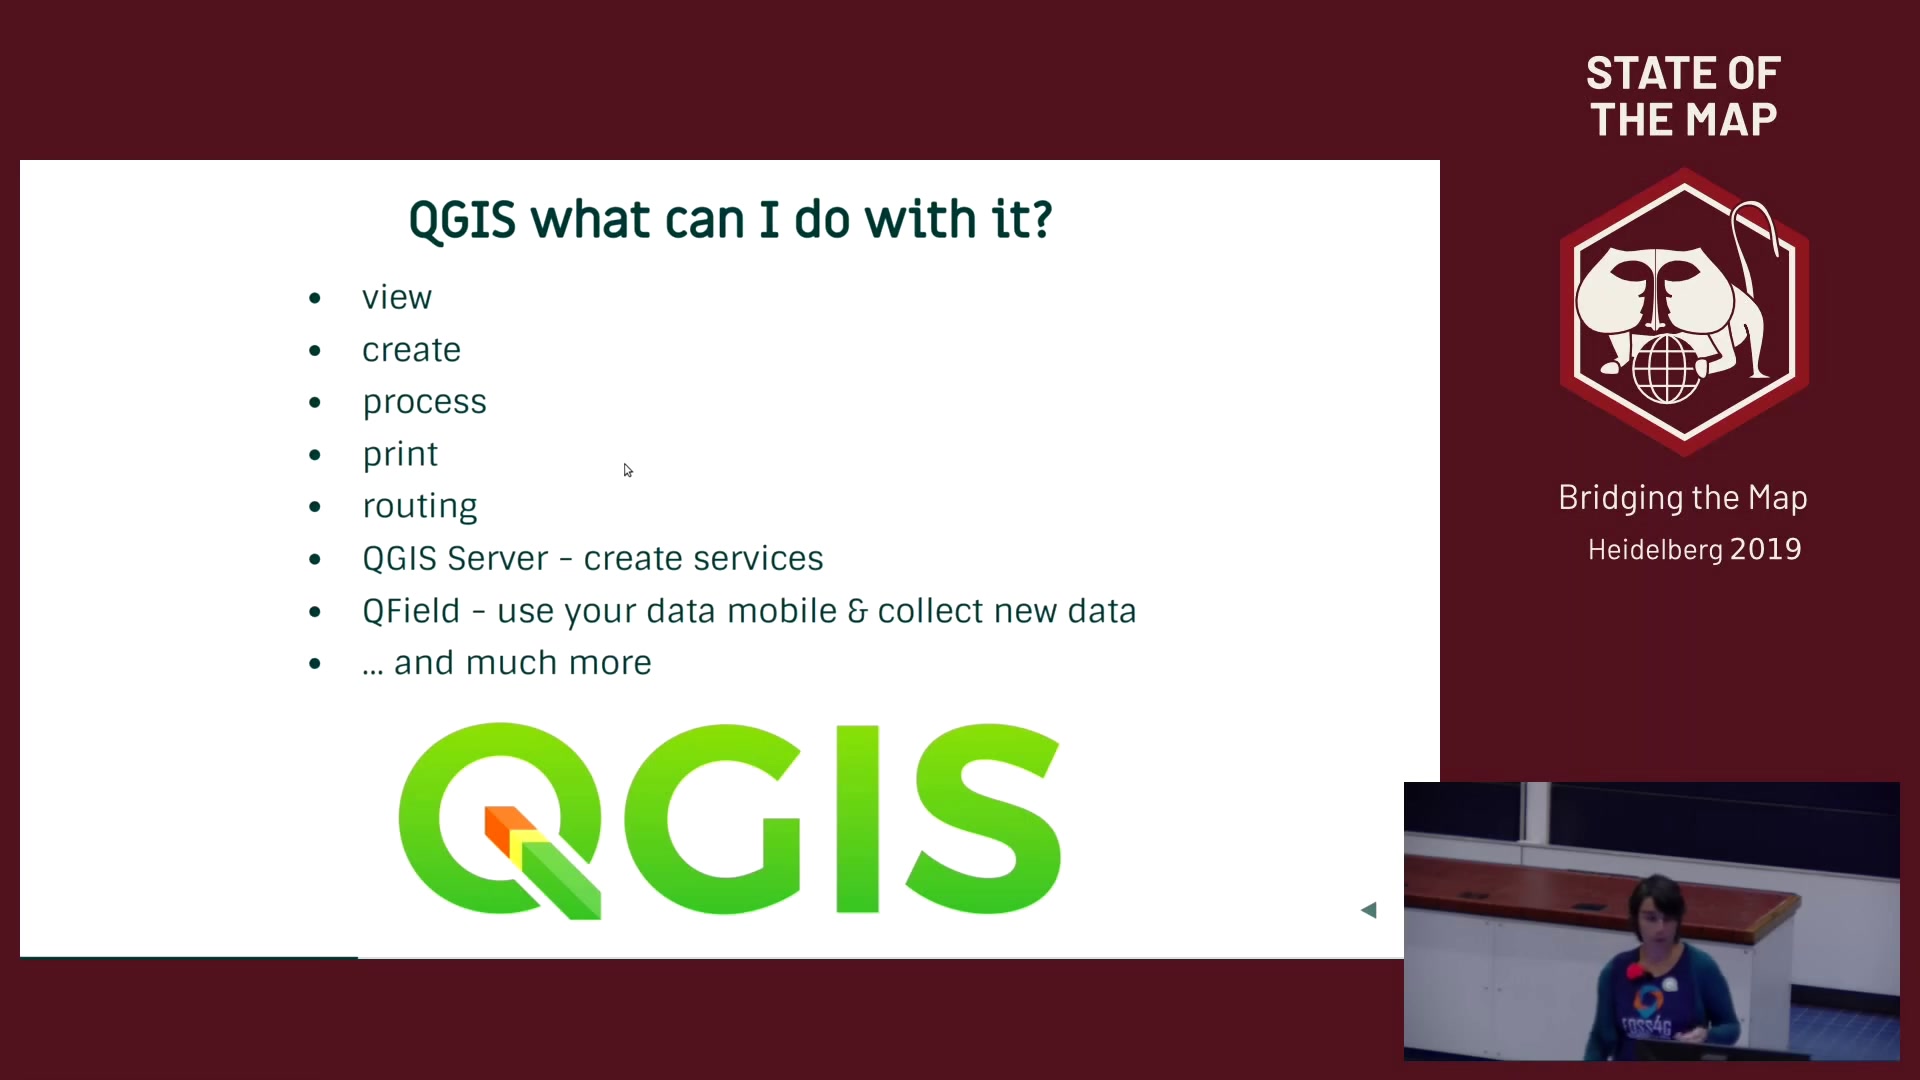 QGIS what can I do with it?
• view
• create
• process
• print
• routing
• QGIS Server - create services
• QField - use your data mobile & collect new data
• ... and much more
QGIS
STATE OF
THE MAP
Bridging the Map
Heidelberg 2019
FOSS4G